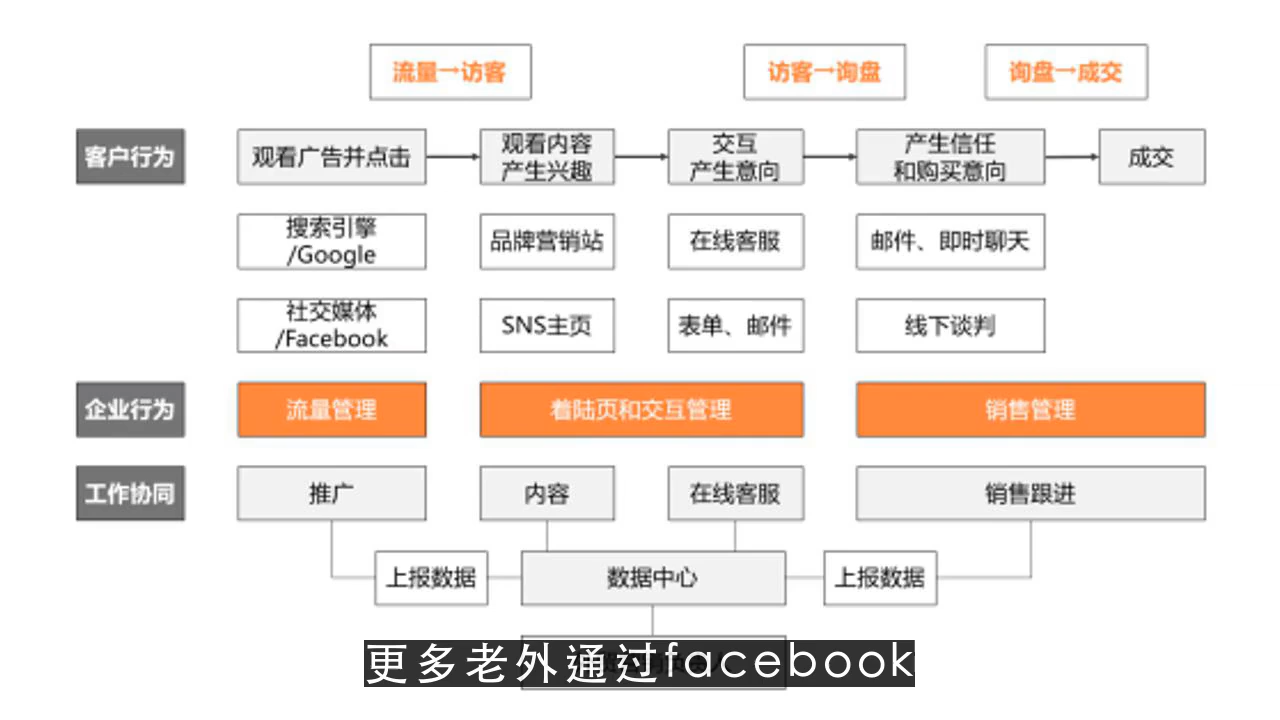 流量→访客
访客→询盘
询盘→成交
客户行为
观看广告并点击
观看内容
产生兴趣
交互
产生意向
产生信任
和购买意向
成交
搜索引擎
/Google
品牌营销站
在线客服
邮件、即时聊天
社交媒体
/Facebook
SNS主页
表单、邮件
线下谈判
企业行为
流量管理
着陆页和交互管理
销售管理
工作协同
推广
内容
在线客服
销售跟进
上报数据
数据中心
上报数据
更多老外通过facebook